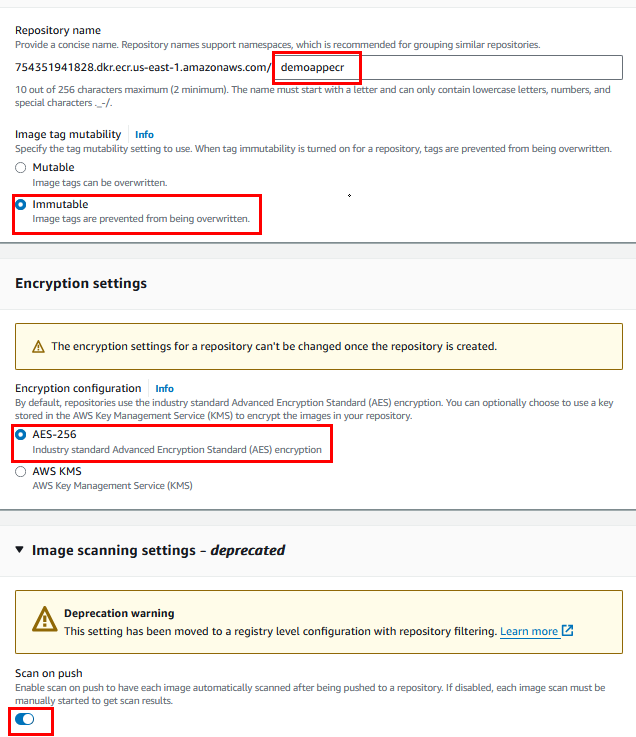 Repository name
Provide a concise name. Repository names support namespaces, which is recommended for grouping similar repositories.
754351941828.dkr.ecr.us-east-1.amazonaws.com/ demoappecr
10 out of 256 characters maximum (2 minimum). The name must start with a letter and can only contain lowercase letters, numbers, and
special characters ._-/.
Image tag mutability Info
Specify the tag mutability setting to use. When tag immutability is turned on for a repository, tags are prevented from being overwritten.
Mutable
Image tags can be overwritten.
Immutable
Image tags are prevented from being overwritten.
Encryption settings
The encryption settings for a repository can't be changed once the repository is created.
Encryption configuration Info
By default, repositories use the industry standard Advanced Encryption Standard (AES) encryption. You can optionally choose to use a key
stored in the AWS Key Management Service (KMS) to encrypt the images in your repository.
AES-256
Industry standard Advanced Encryption Standard (AES) encryption
AWS KMS
AWS Key Management Service (KMS)
Image scanning settings - deprecated
Deprecation warning
This setting has been moved to a registry level configuration with repository filtering. Learn more
Scan on push
Enable scan on push to have each image automatically scanned after being pushed to a repository. If disabled, each image scan must be
manually started to get scan results.